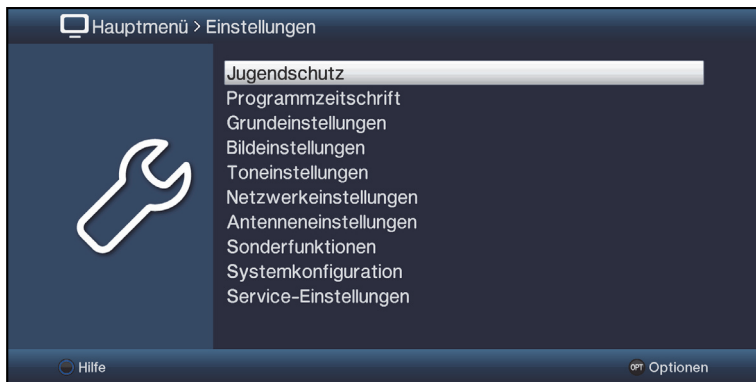 Hauptmenü > Einstellungen
Jugendschutz
Programmzeitschrift
Grundeinstellungen
Bildeinstellungen
Toneinstellungen
Netzwerkeinstellungen
Antenneneinstellungen
Sonderfunktionen
Systemkonfiguration
Service-Einstellungen
Hilfe
OPT Optionen